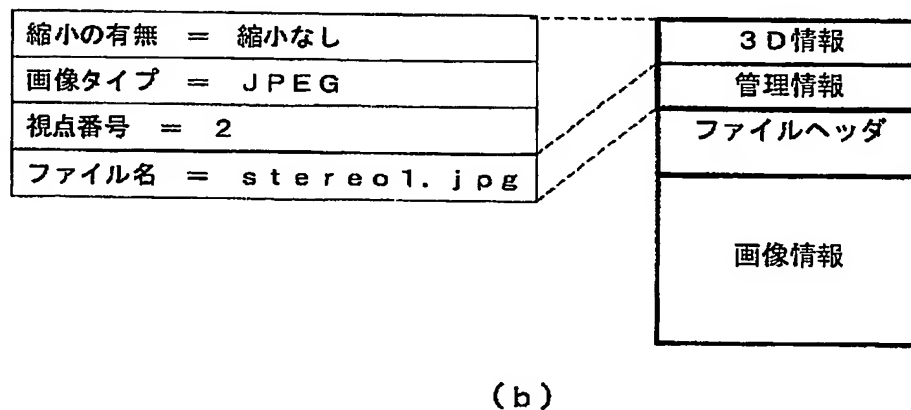 縮小の有無 = 縮小なし
画像タイプ = JPEG
視点番号 = 2
ファイル名 = stereo1.jpg
3D情報
管理情報
ファイルヘッダ
画像情報
(b)